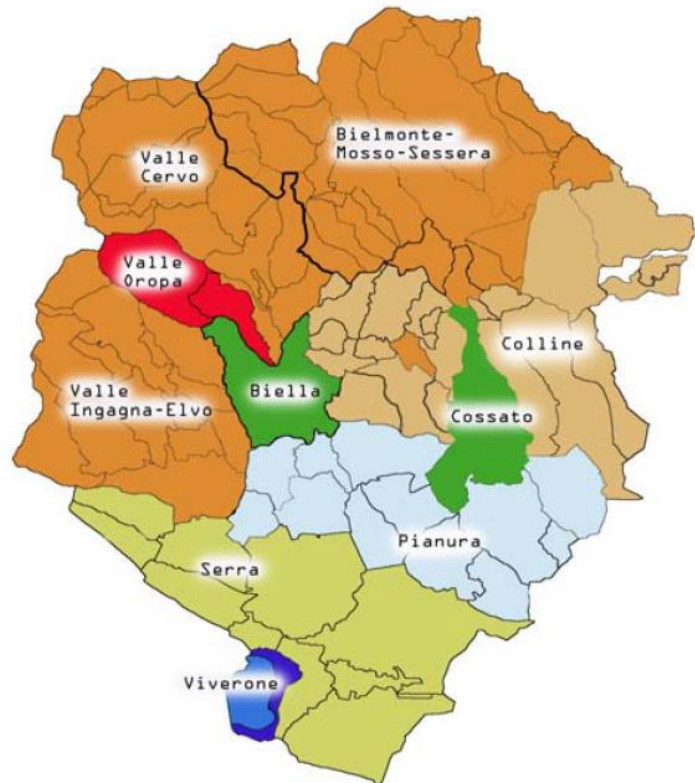 Bielmonte-
Mosso-Sessera
Valle
Cervo
Valle
Oropa
Colline
Valle
Ingagna-Elvo
Biella
Cossato
Pianura
Serra
Viverone